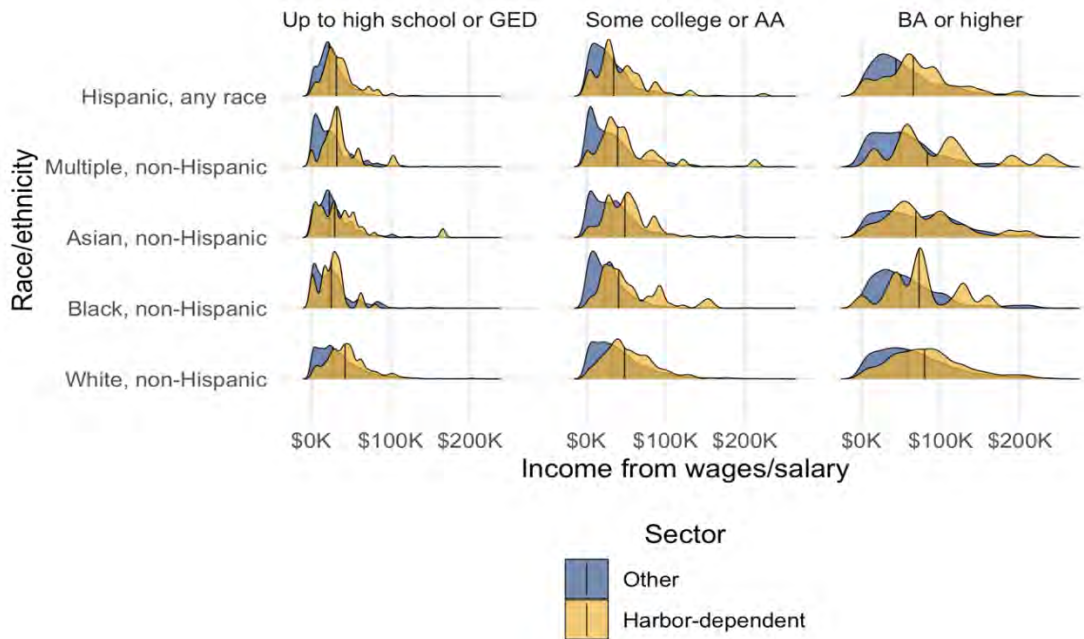 Up to high school or GED
Some college or AA
BA or higher
Race/ethnicity
Hispanic, any race
Multiple, non-Hispanic
Asian, non-Hispanic
Black, non-Hispanic
White, non-Hispanic
$0K $100K $200K
$0K $100K $200K
$0K $100K $200K
Income from wages/salary
Sector
Other
Harbor-dependent